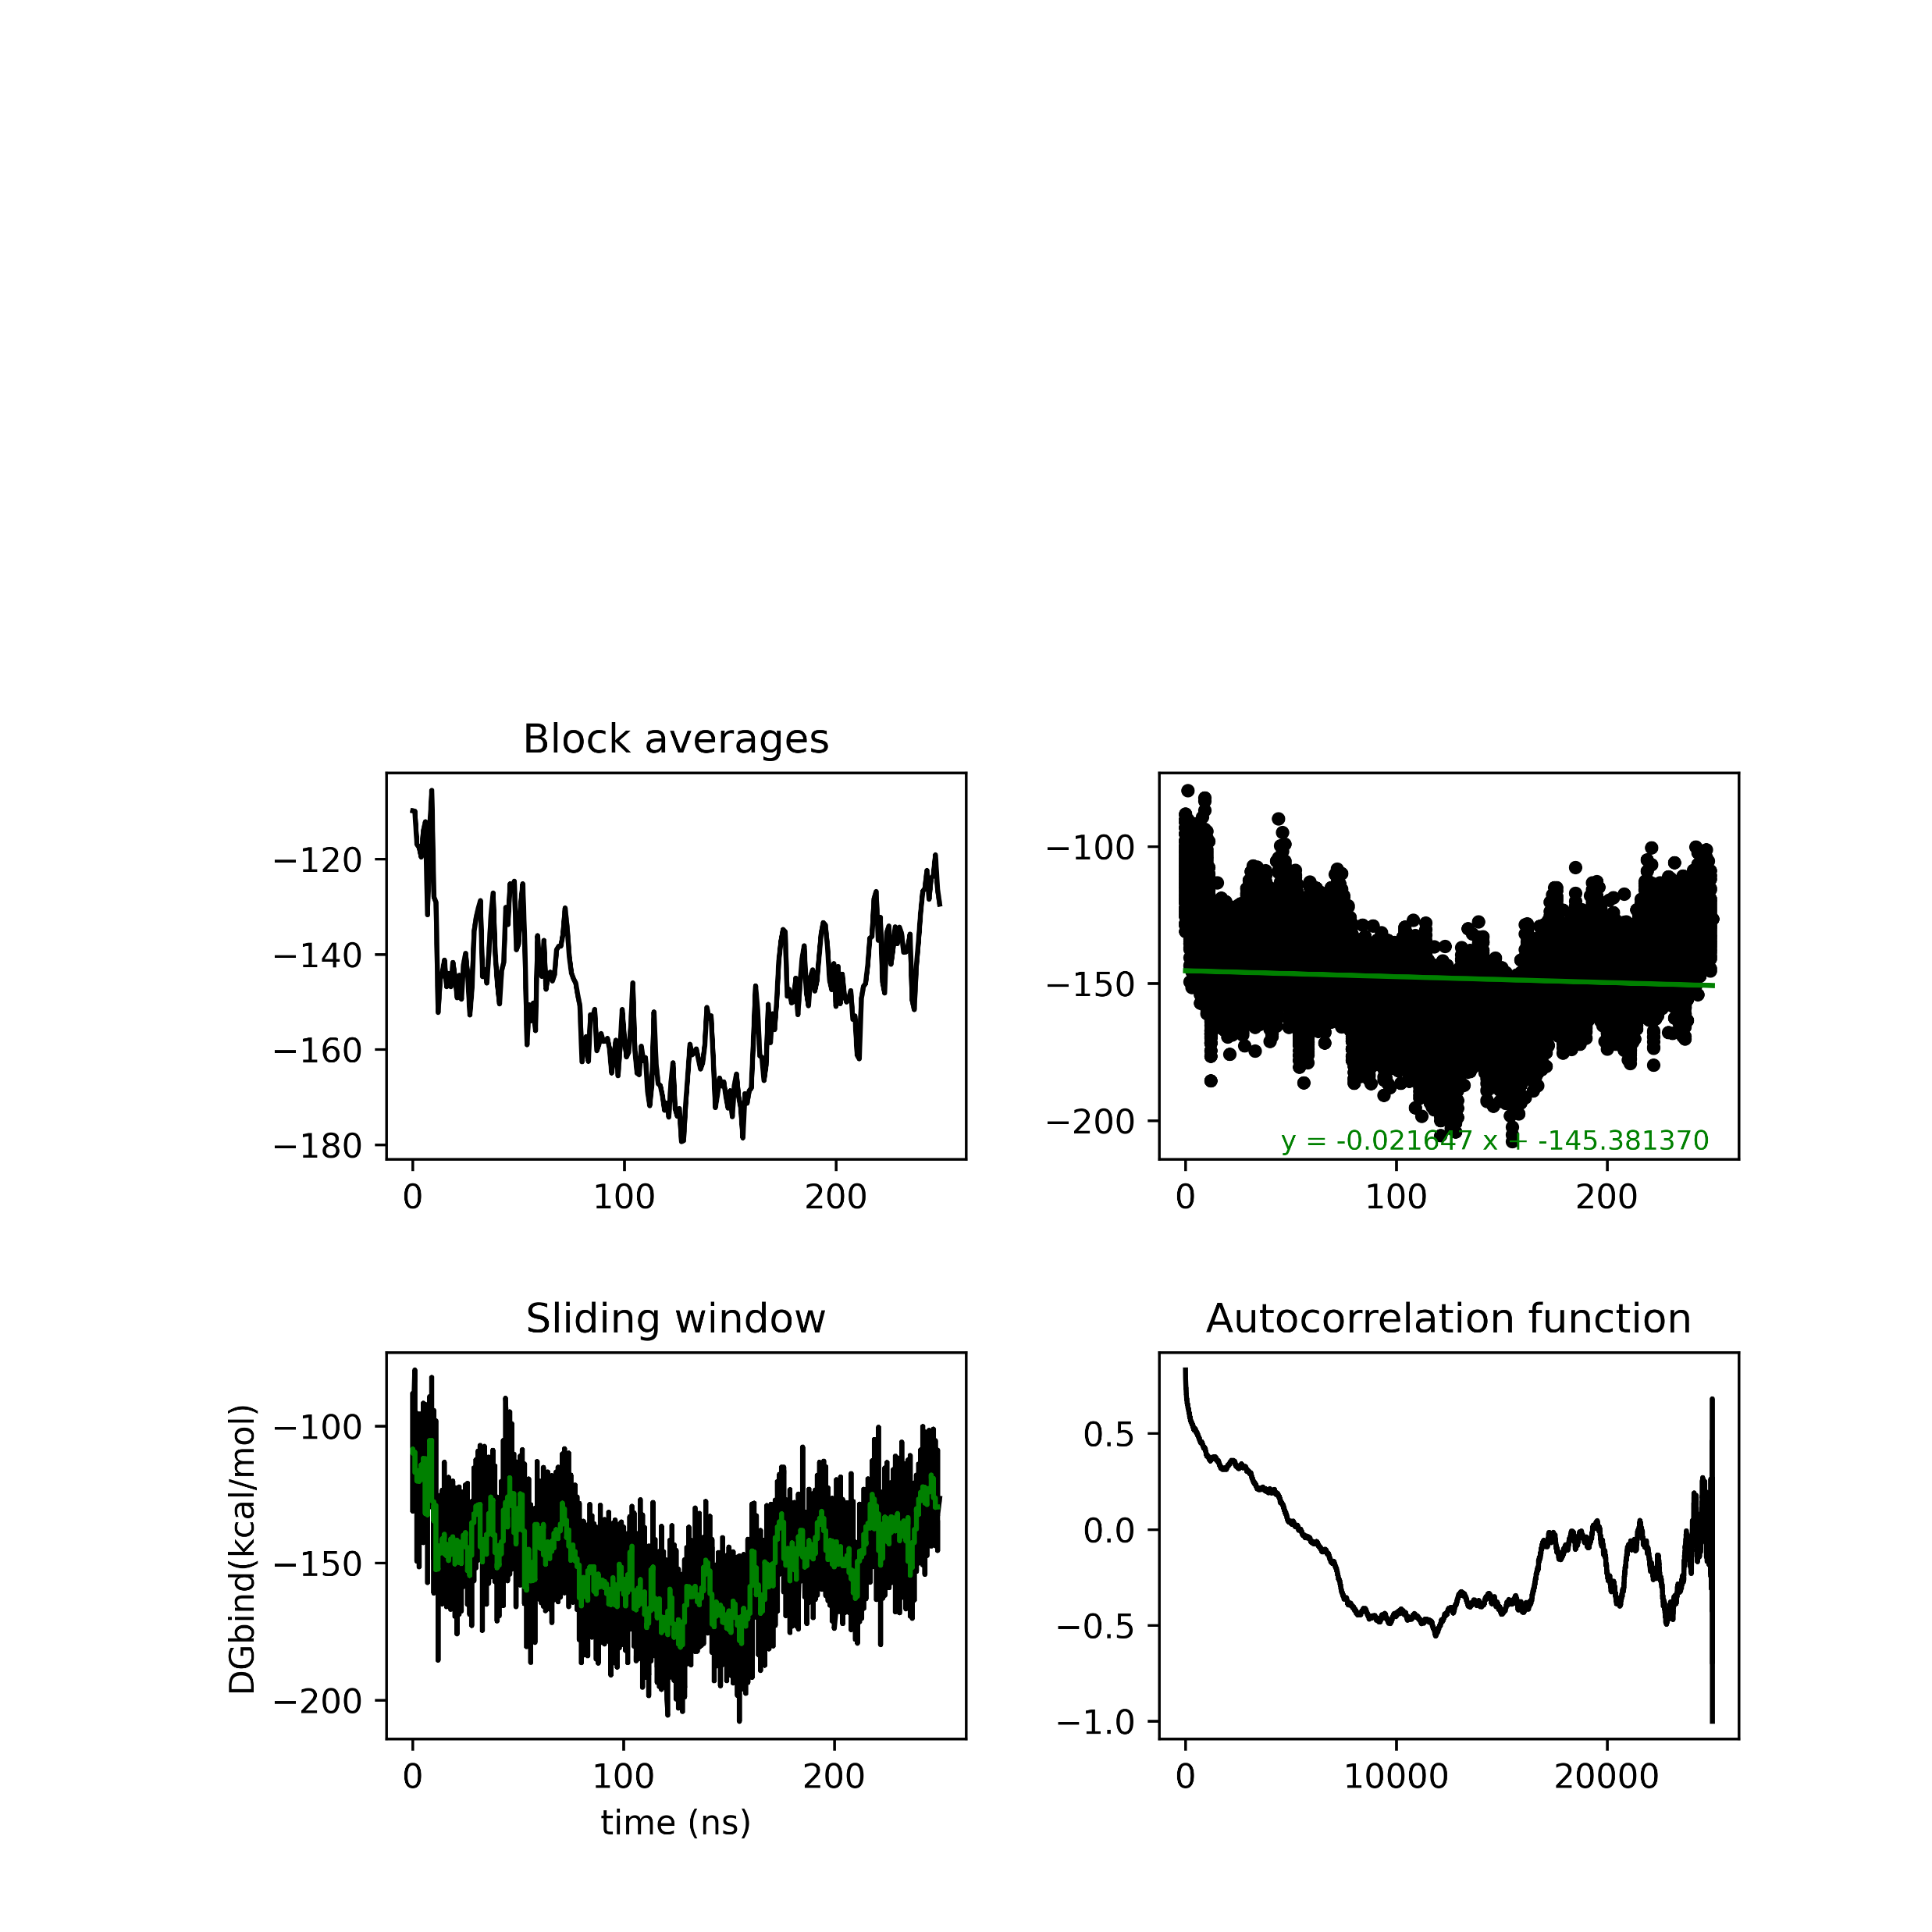 Block averages
−120
−140
−160
−180
0 100 200
−100
−150
−200
y = -0.021647 x + -145.381370
0 100 200
Sliding window
DGbind(kcal/mol)
−100
−150
−200
0 100 200
time (ns)
Autocorrelation function
0.5
0.0
−0.5
−1.0
0 10000 20000